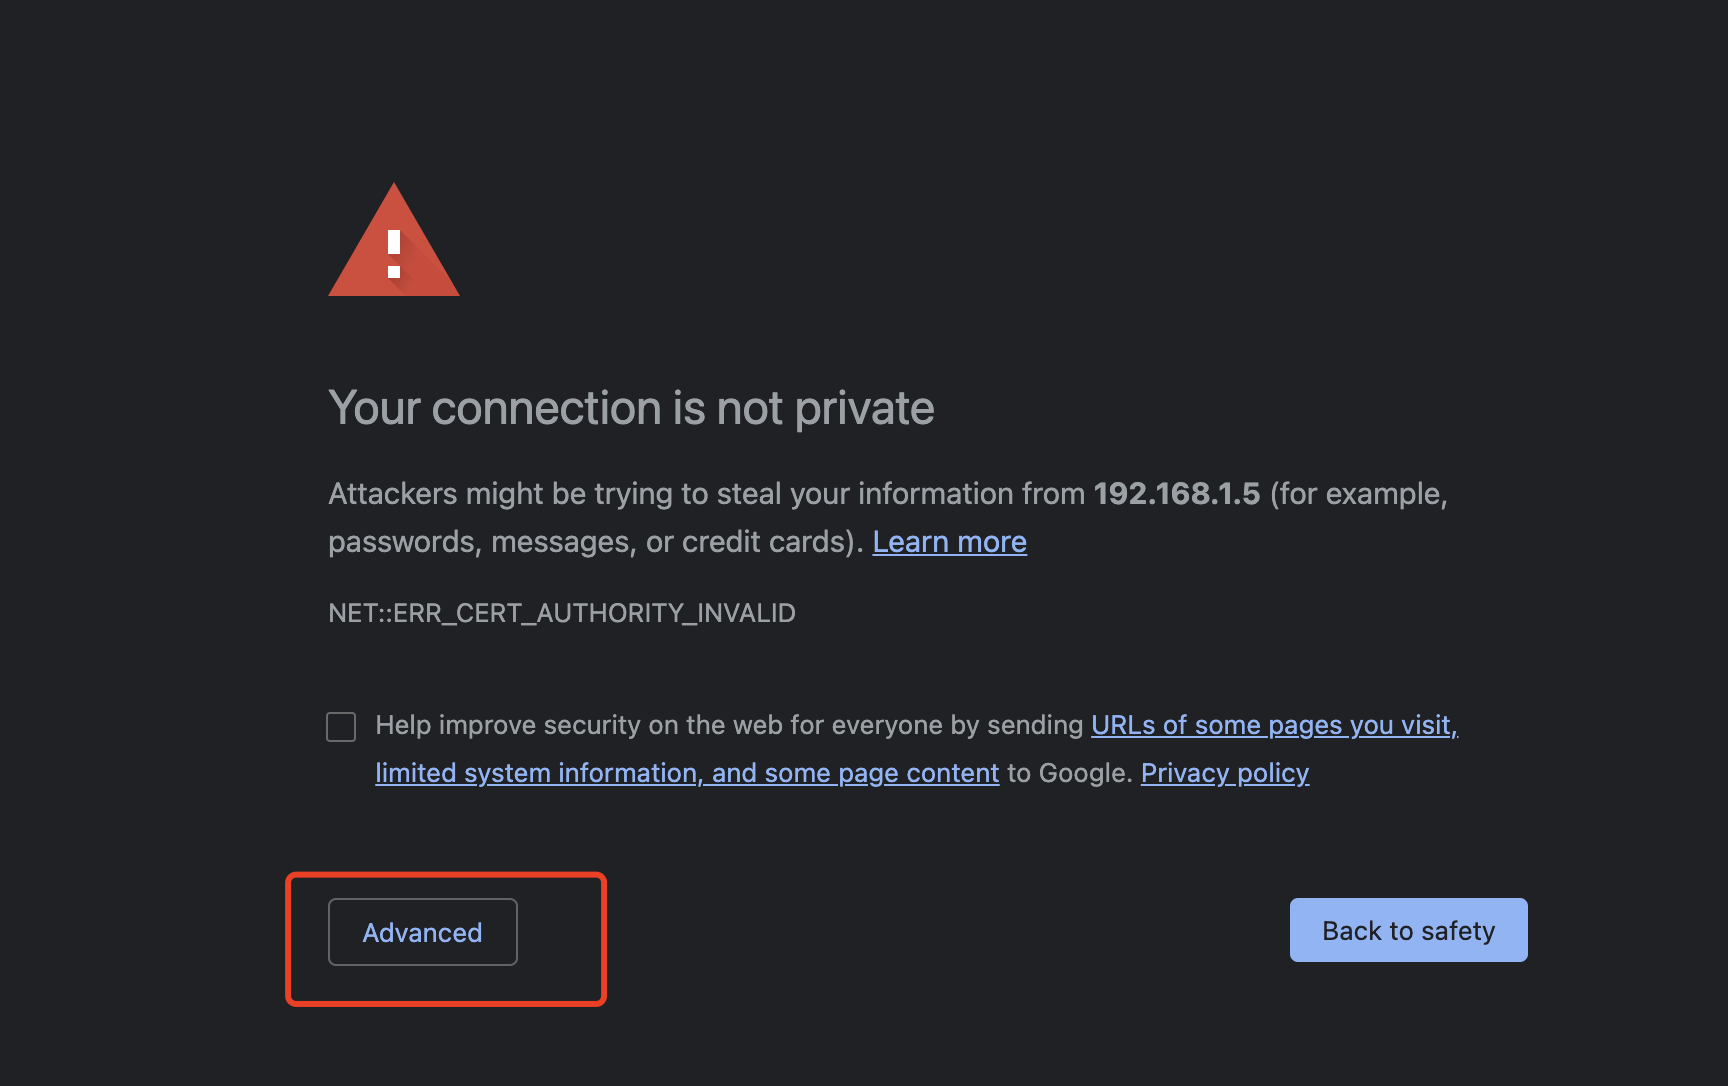 Your connection is not private
Attackers might be trying to steal your information from 192.168.1.5 (for example,
passwords, messages, or credit cards). Learn more
NET::ERR_CERT_AUTHORITY_INVALID
Help improve security on the web for everyone by sending URLs of some pages you visit,
limited system information, and some page content to Google. Privacy policy
Advanced
Back to safety